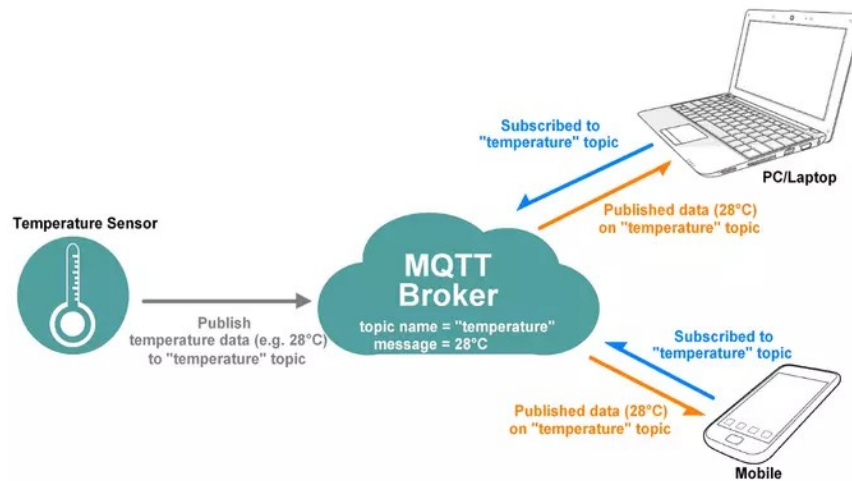 Temperature Sensor
Publish
temperature data (e.g. 28°C)
to "temperature" topic
MQTT
Broker
topic name = "temperature"
message = 28°C
Subscribed to
"temperature" topic
Published data (28°C)
on "temperature" topic
PC/Laptop
Subscribed to
"temperature" topic
Published data (28°C)
on "temperature" topic
Mobile